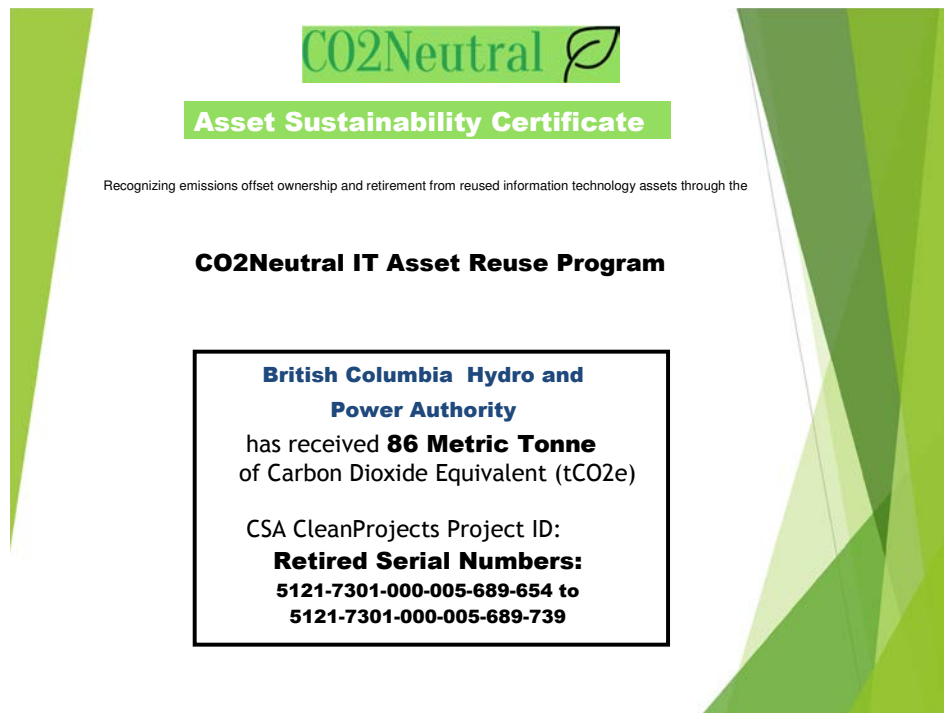 CO2Neutral
Asset Sustainability Certificate
Recognizing emissions offset ownership and retirement from reused information technology assets through the
CO2Neutral IT Asset Reuse Program
British Columbia Hydro and
Power Authority
has received 86 Metric Tonne
of Carbon Dioxide Equivalent (tCO2e)
CSA CleanProjects Project ID:
Retired Serial Numbers:
5121-7301-000-005-689-654 to
5121-7301-000-005-689-739